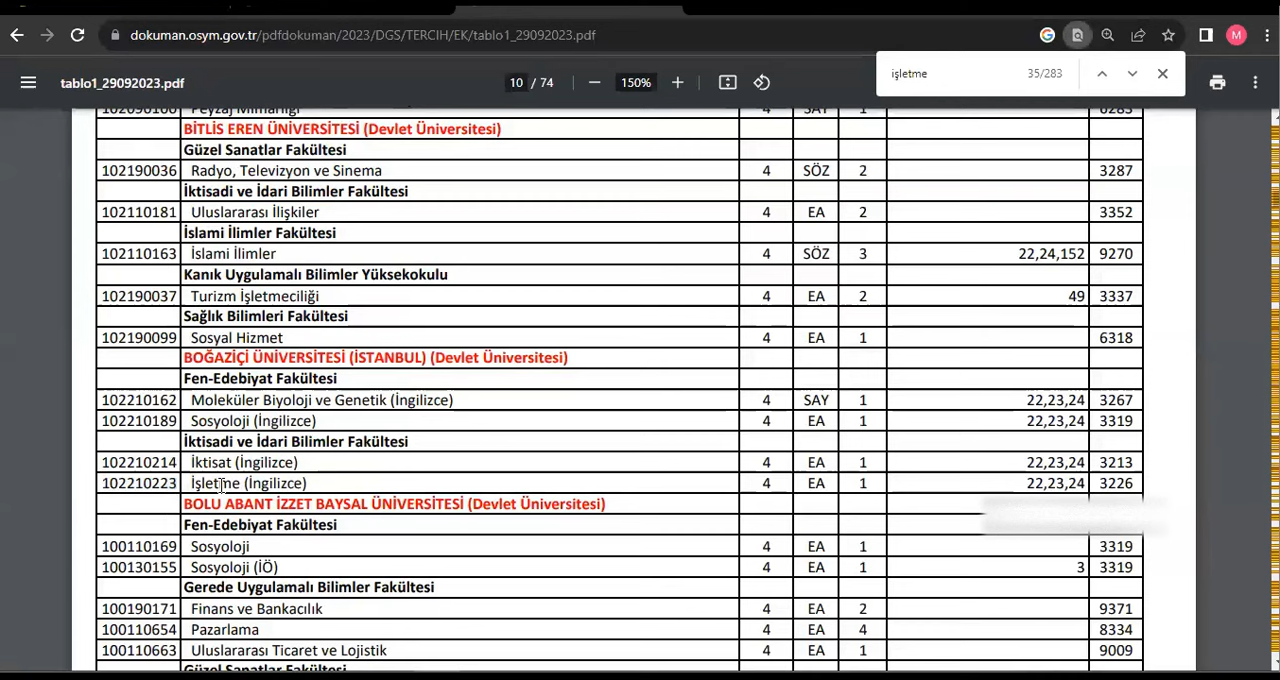 dokuman.osym.gov.tr/pdfdokuman/2023/DGS/TERCIH/EK/tablo1_29092023.pdf
M
işletme 35/283
tablo1_29092023.pdf 10 / 74 150%
102090100 Peyzaj Mimarlığı 4 SAY 1 6283
BİTLİS EREN ÜNİVERSİTESİ (Devlet Üniversitesi)
Güzel Sanatlar Fakültesi
102190036 Radyo, Televizyon ve Sinema 4 SÖZ 2 3287
İktisadi ve İdari Bilimler Fakültesi
102110181 Uluslararası İlişkiler 4 EA 2 3352
İslami İlimler Fakültesi
102110163 İslami İlimler 4 SÖZ 3 22,24,152 9270
Kanık Uygulamalı Bilimler Yüksekokulu
102190037 Turizm İşletmeciliği 4 EA 2 49 3337
Sağlık Bilimleri Fakültesi
102190099 Sosyal Hizmet 4 EA 1 6318
BOĞAZİÇİ ÜNİVERSİTESİ (İSTANBUL) (Devlet Üniversitesi)
Fen-Edebiyat Fakültesi
102210162 Moleküler Biyoloji ve Genetik (İngilizce) 4 SAY 1 22,23,24 3267
102210189 Sosyoloji (İngilizce) 4 EA 1 22,23,24 3319
İktisadi ve İdari Bilimler Fakültesi
102210214 İktisat (İngilizce) 4 EA 1 22,23,24 3213
102210223 İşletme (İngilizce) 4 EA 1 22,23,24 3226
BOLU ABANT İZZET BAYSAL ÜNİVERSİTESİ (Devlet Üniversitesi)
Fen-Edebiyat Fakültesi
100110169 Sosyoloji 4 EA 1 3319
100130155 Sosyoloji (İÖ) 4 EA 1 3 3319
Gerede Uygulamalı Bilimler Fakültesi
100190171 Finans ve Bankacılık 4 EA 2 9371
100110654 Pazarlama 4 EA 4 8334
100110663 Uluslararası Ticaret ve Lojistik 4 EA 1 9009
Güzel Sanatlar Fakültesi